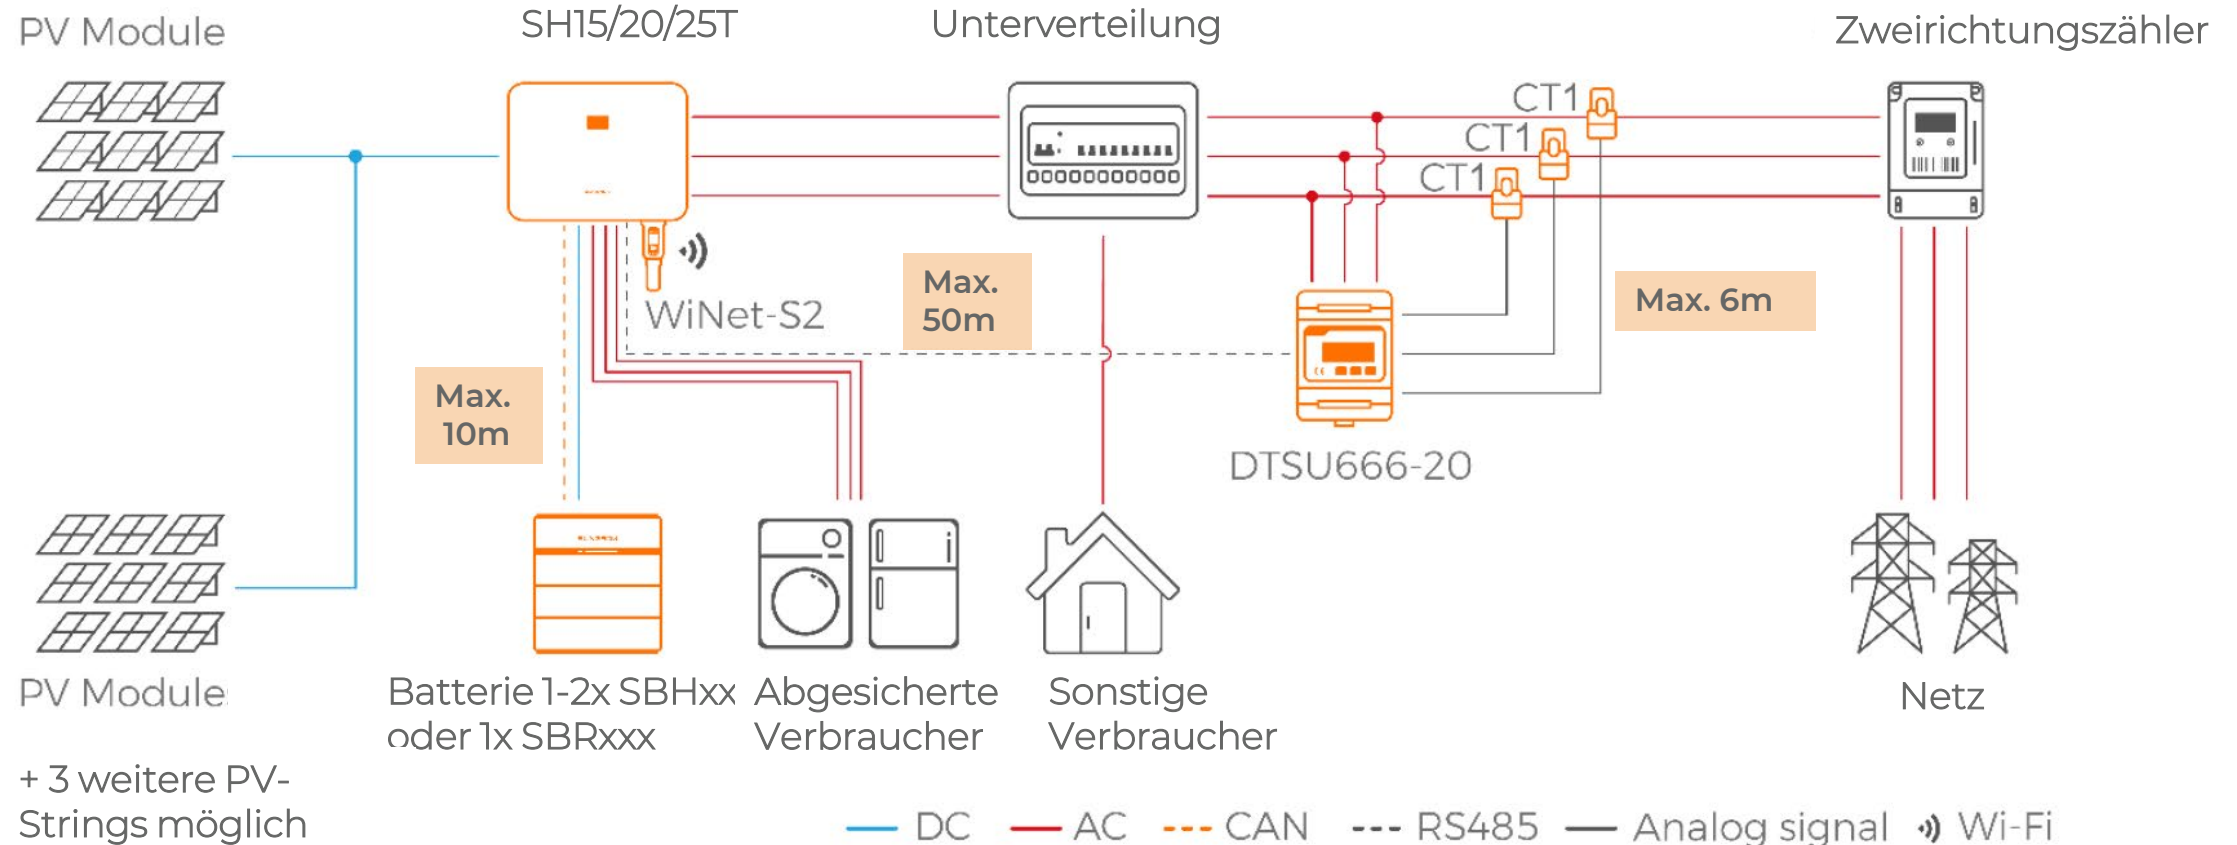 PV Module
SH15/20/25T
Unterverteilung
Zweirichtungszähler
CT1
CT1
CT1
WiNet-S2
Max.
50m
Max. 6m
Max.
10m
DTSU666-20
PV Module
Batterie 1-2x SBHxx
oder 1x SBRxxx
Abgesicherte
Verbraucher
Sonstige
Verbraucher
Netz
+ 3 weitere PV-
Strings möglich
DC AC CAN RS485 Analog signal Wi-Fi